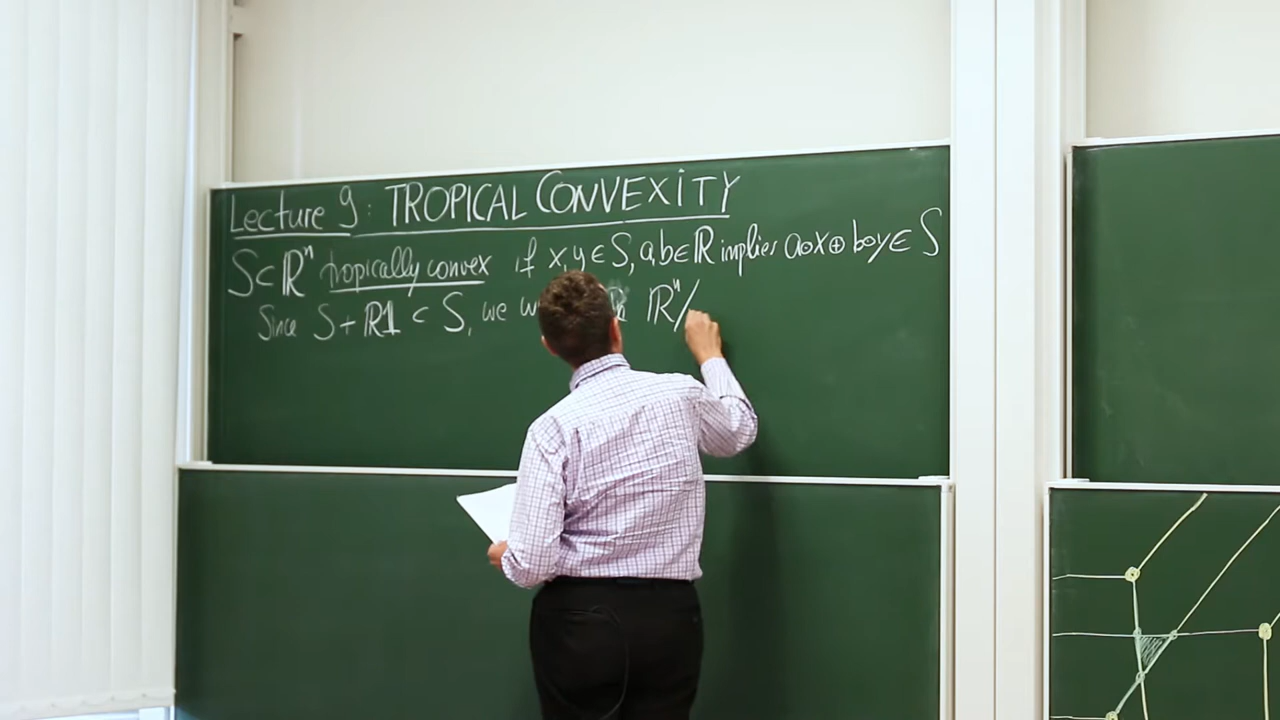 Lecture 9: TROPICAL CONVEXITY
S ⊂ ℝⁿ tropically convex if x, y ∈ S, a, b ∈ ℝ implies a⊙x ⊕ b⊙y ∈ S
Since S + ℝ𝟙 ⊂ S, we ℝⁿ/